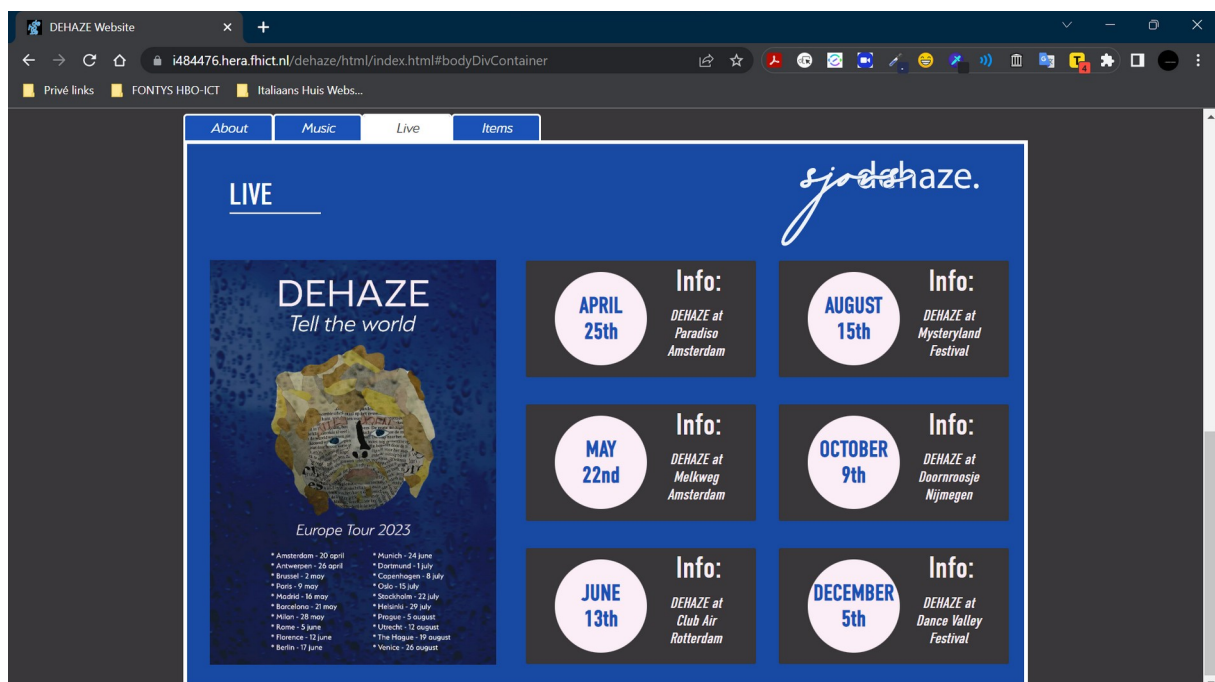 DEHAZE Website
i484476.hera.fhict.nl/dehaze/html/index.html#bodyDivContainer
4
Privé links
FONTYS HBO-ICT
Italiaans Huis Webs...
About
Music
Live
Items
LIVE
sjors dehaze.
DEHAZE
Tell the world
Europe Tour 2023
* Amsterdam - 20 april
* Antwerpen - 26 april
* Brussel - 2 may
* Paris - 9 may
* Madrid - 16 may
* Barcelona - 21 may
* Milan - 28 may
* Rome - 5 june
* Florence - 12 june
* Berlin - 17 june
* Munich - 24 june
* Dortmund - 1 july
* Copenhagen - 8 july
* Oslo - 15 july
* Stockholm - 22 july
* Helsinki - 29 july
* Prague - 5 august
* Utrecht - 12 august
* The Hague - 19 august
* Venice - 26 august
APRIL
25th
Info:
DEHAZE at
Paradiso
Amsterdam
AUGUST
15th
Info:
DEHAZE at
Mysteryland
Festival
MAY
22nd
Info:
DEHAZE at
Melkweg
Amsterdam
OCTOBER
9th
Info:
DEHAZE at
Doornroosje
Nijmegen
JUNE
13th
Info:
DEHAZE at
Club Air
Rotterdam
DECEMBER
5th
Info:
DEHAZE at
Dance Valley
Festival